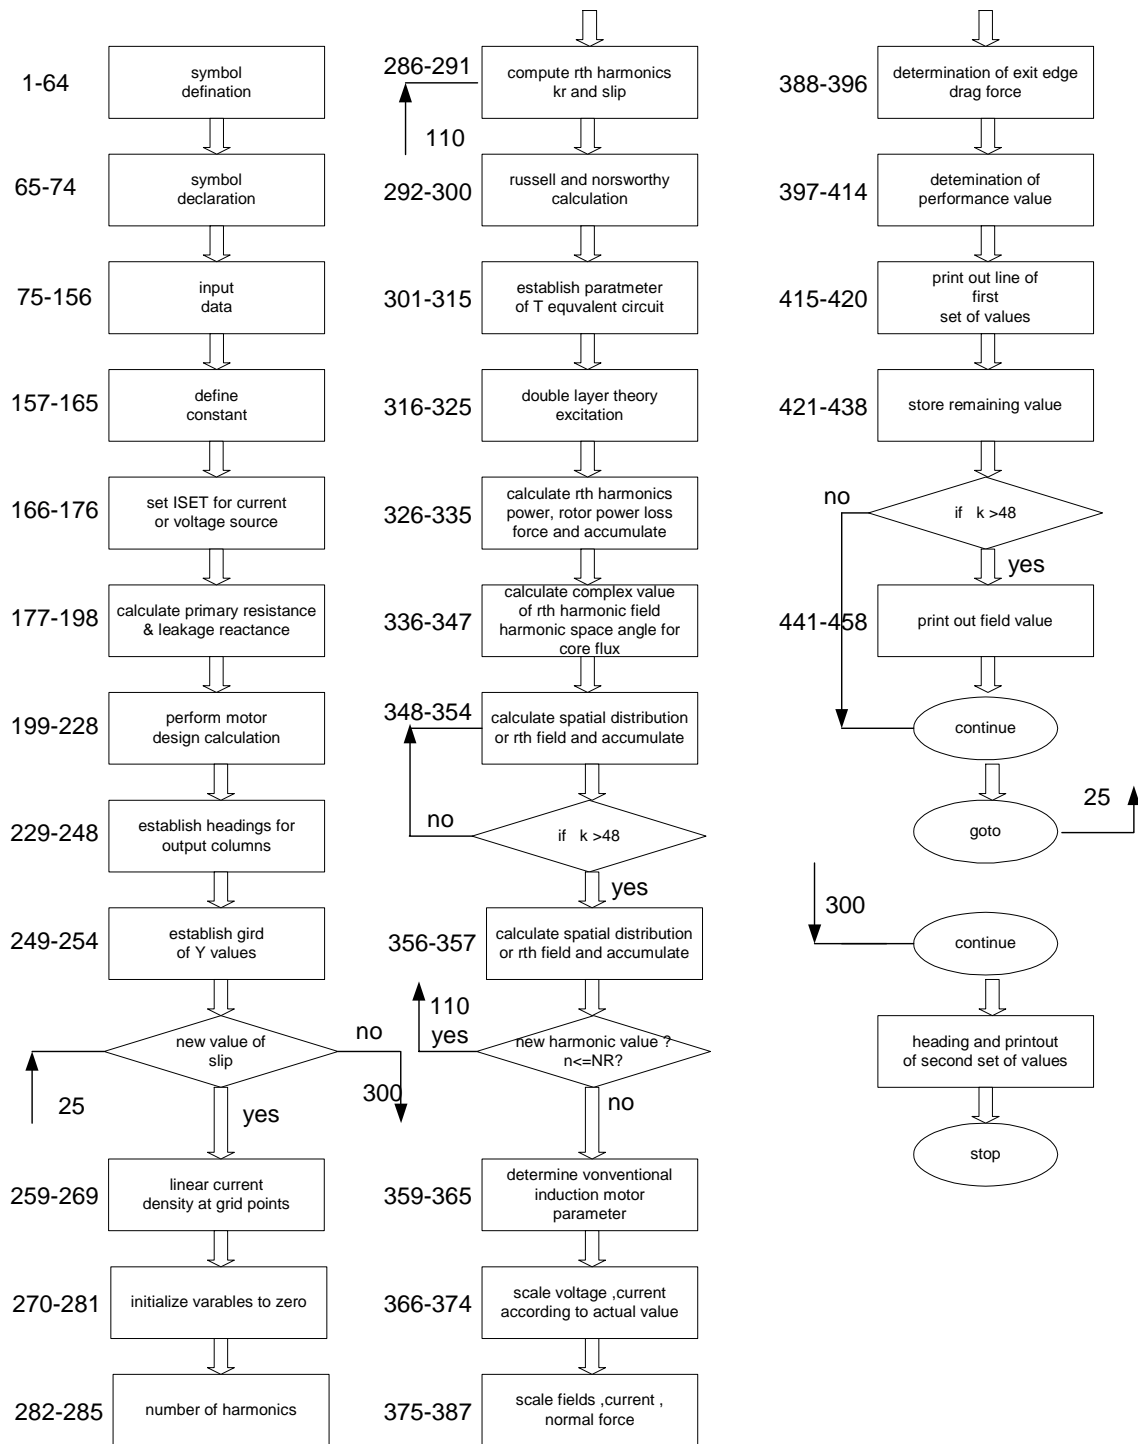 1-64
symbol
defination
65-74
symbol
declaration
75-156
input
data
157-165
define
constant
166-176
set ISET for current
or voltage source
177-198
calculate primary resistance
& leakage reactance
199-228
perform motor
design calculation
229-248
establish headings for
output columns
249-254
establish gird
of Y values
new value of
slip
no
25
300
yes
259-269
linear current
density at grid points
270-281
initialize varables to zero
282-285
number of harmonics
286-291
compute rth harmonics
kr and slip
110
292-300
russell and norsworthy
calculation
301-315
establish paratmeter
of T equvalent circuit
316-325
double layer theory
excitation
326-335
calculate rth harmonics
power, rotor power loss
force and accumulate
336-347
calculate complex value
of rth harmonic field
harmonic space angle for
core flux
348-354
calculate spatial distribution
or rth field and accumulate
no
if k >48
yes
356-357
calculate spatial distribution
or rth field and accumulate
110
yes
new harmonic value ?
n<=NR?
no
359-365
determine vonventional
induction motor
parameter
366-374
scale voltage ,current
according to actual value
375-387
scale fields ,current ,
normal force
388-396
determination of exit edge
drag force
397-414
detemination of
performance value
415-420
print out line of
first
set of values
421-438
store remaining value
no
if k >48
yes
441-458
print out field value
continue
25
goto
300
continue
heading and printout
of second set of values
stop